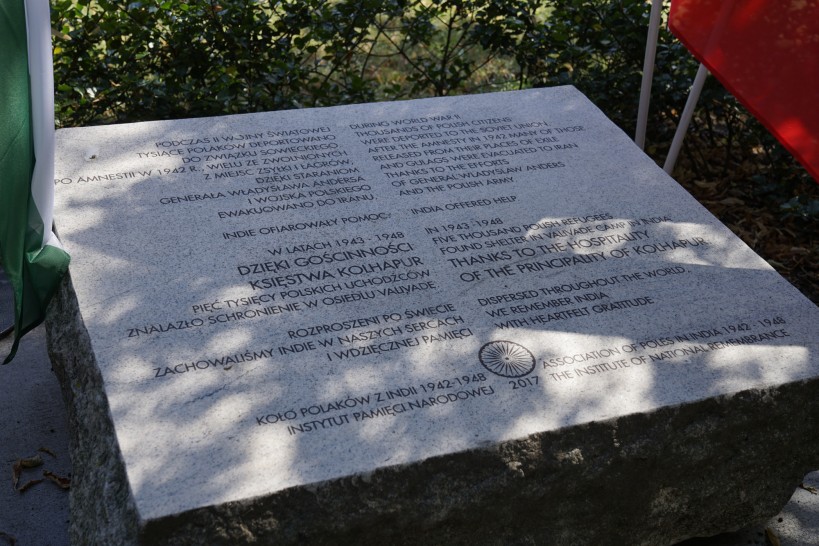 PODCZAS II WOJNY ŚWIATOWEJ
TYSIĄCE POLAKÓW DEPORTOWANO
DO ZWIĄZKU SOWIECKIEGO
PO AMNESTII W 1942 R., WIELU ZE ZWOLNIONYCH
Z MIEJSC ZSYŁKI I ŁAGRÓW,
DZIĘKI STARANIOM
GENERAŁA WŁADYSŁAWA ANDERSA
I WOJSKA POLSKIEGO
EWAKUOWANO DO IRANU.
INDIE OFIAROWAŁY POMOC
W LATACH 1943 - 1948
DZIĘKI GOŚCINNOŚCI
KSIĘSTWA KOLHAPUR
PIĘĆ TYSIĘCY POLSKICH UCHODŹCÓW
ZNALAZŁO SCHRONIENIE W OSIEDLU VALIVADE
ROZPROSZENI PO ŚWIECIE
ZACHOWALIŚMY INDIE W NASZYCH SERCACH
I WDZIĘCZNEJ PAMIĘCI
KOŁO POLAKÓW Z INDII 1942-1948
INSTYTUT PAMIĘCI NARODOWEJ
2017
DURING WORLD WAR II
THOUSANDS OF POLISH CITIZENS
WERE DEPORTED TO THE SOVIET UNION.
AFTER THE AMNESTY IN 1942 MANY OF THOSE
RELEASED FROM THEIR PLACES OF EXILE
AND GULAGS WERE EVACUATED TO IRAN
THANKS TO THE EFFORTS
OF GENERAL WŁADYSŁAW ANDERS
AND THE POLISH ARMY
INDIA OFFERED HELP
IN 1943 - 1948
FIVE THOUSAND POLISH REFUGEES
FOUND SHELTER IN VALIVADE CAMP IN INDIA
THANKS TO THE HOSPITALITY
OF THE PRINCIPALITY OF KOLHAPUR
DISPERSED THROUGHOUT THE WORLD,
WE REMEMBER INDIA
WITH HEARTFELT GRATITUDE
ASSOCIATION OF POLES IN INDIA 1942 - 1948
THE INSTITUTE OF NATIONAL REMEMBRANCE